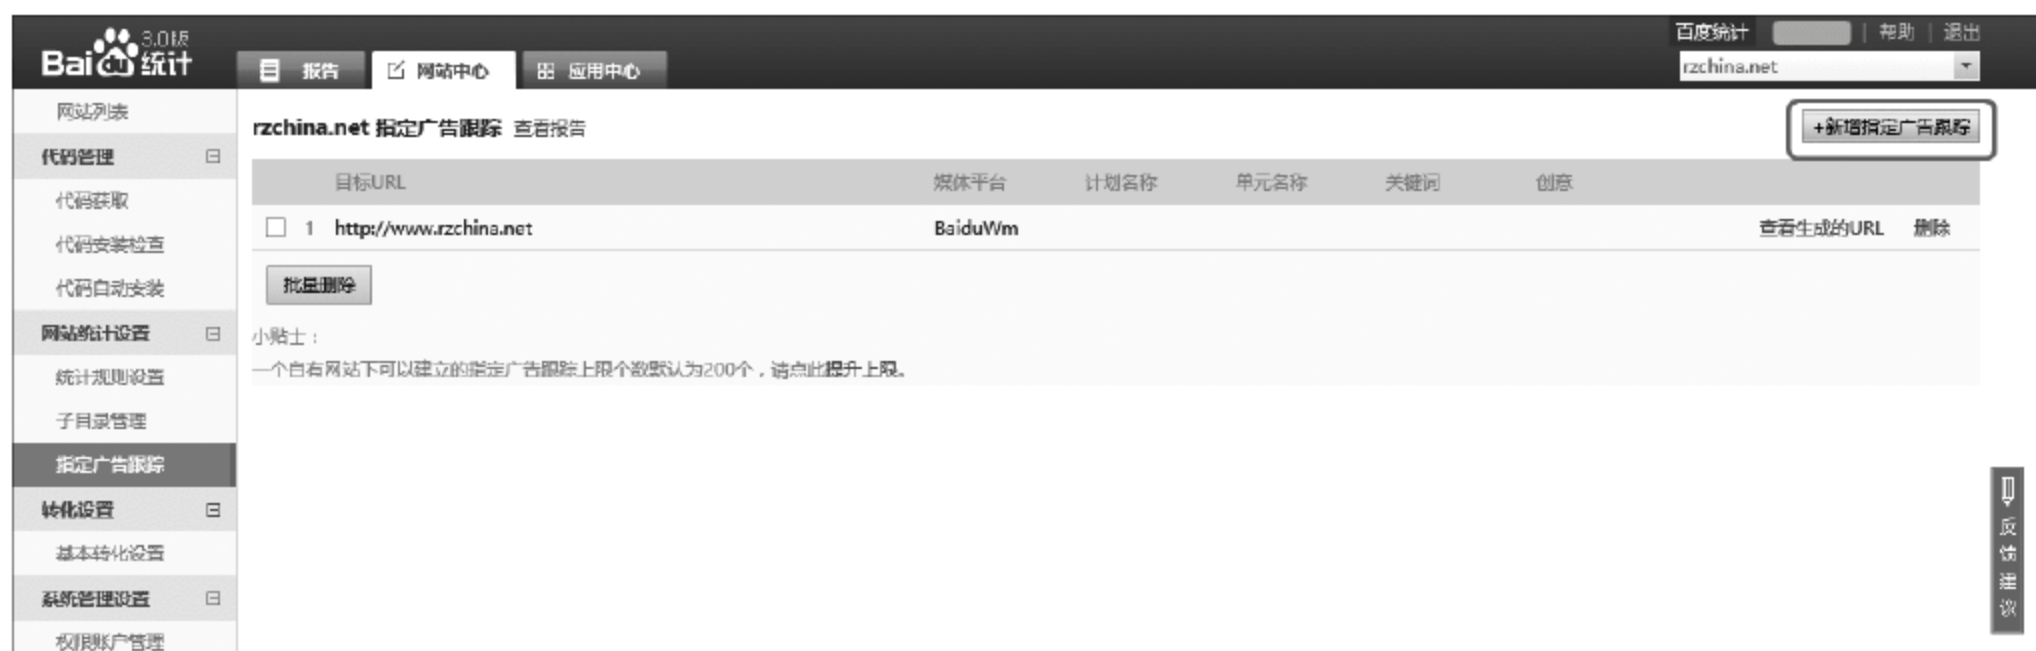 Bai du 统计 3.0版
报告 网站中心 应用中心
百度统计 | 帮助 | 退出
rzchina.net
网站列表
代码管理
代码获取
代码安装检查
代码自动安装
网站统计设置
统计规则设置
子目录管理
指定广告跟踪
转化设置
基本转化设置
系统管理设置
权限账户管理
rzchina.net 指定广告跟踪 查看报告
+新增指定广告跟踪
目标URL 媒体平台 计划名称 单元名称 关键词 创意
1 http://www.rzchina.net BaiduWm 查看生成的URL 删除
批量删除
小贴士：
一个自有网站下可以建立的指定广告跟踪上限个数默认为200个，请点此提升上限。
反馈建议